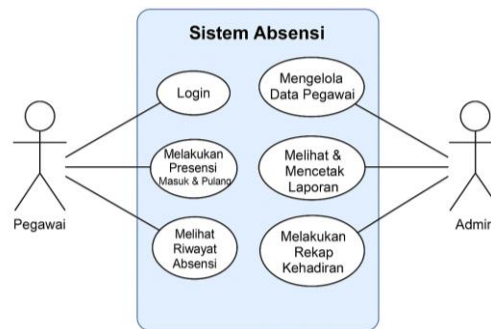 Sistem Absensi
Login
Mengelola
Data Pegawai
Melakukan
Presensi
Masuk & Pulang
Melihat &
Mencetak
Laporan
Pegawai
Admin
Melihat
Riwayat
Absensi
Melakukan
Rekap
Kehadiran